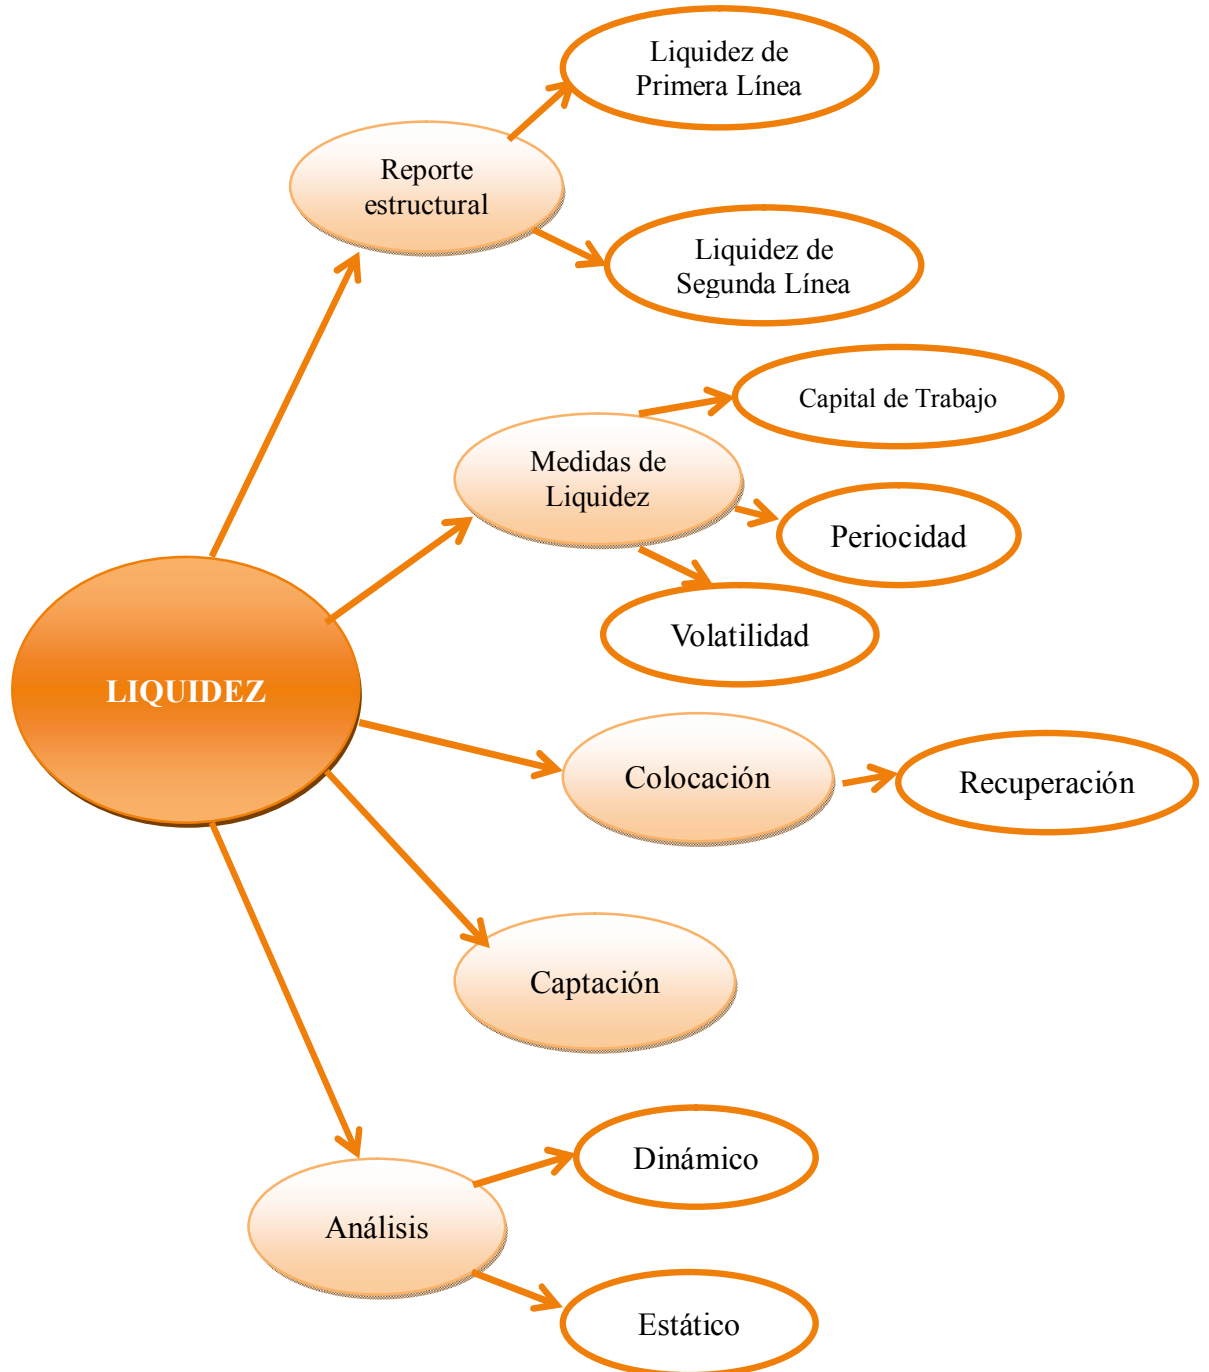 Liquidez de
Primera Línea
Reporte
estructural
Liquidez de
Segunda Línea
Capital de Trabajo
Medidas de
Liquidez
Periocidad
Volatilidad
LIQUIDEZ
Colocación
Recuperación
Captación
Dinámico
Análisis
Estático